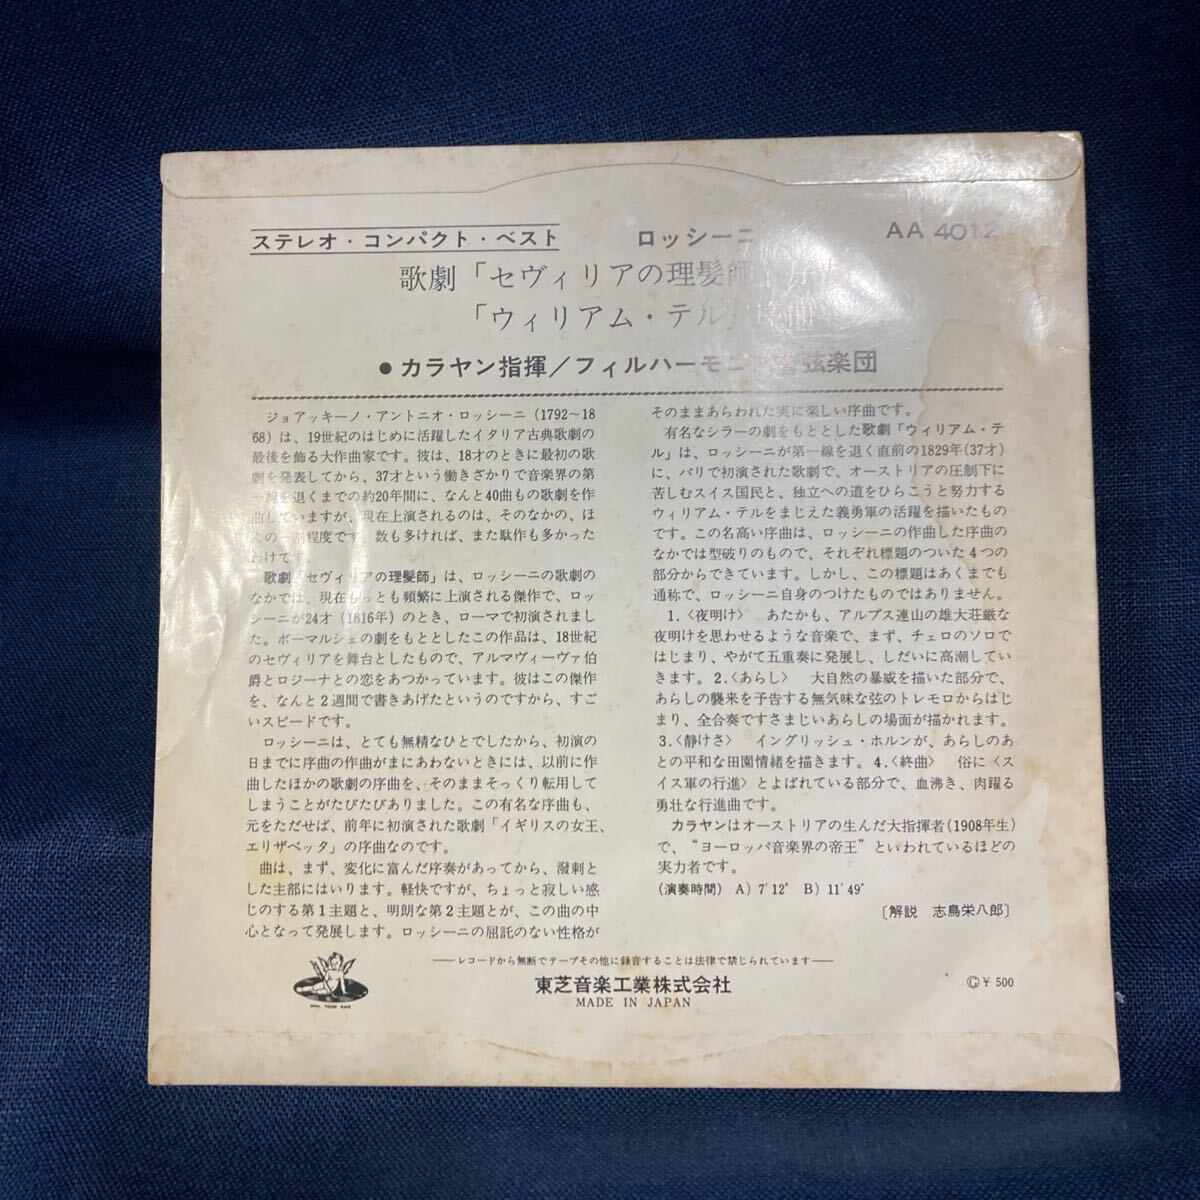 ステレオ・コンパクト・ベスト
ロッシーニ
AA 4012
歌劇「セヴィリアの理髪師」序曲
「ウィリアム・テル」序曲
●カラヤン指揮/フィルハーモニア管弦楽団
ジョアッキーノ・アントニオ・ロッシーニ(1792〜18
68)は、19世紀のはじめに活躍したイタリア古典歌劇の
最後を飾る大作曲家です。彼は、18才のときに最初の歌
劇を発表してから、37才という働きざかりで音楽界の第
一線を退くまでの約20年間に、なんと40曲もの歌劇を作
曲していますが、現在上演されるのは、そのなかの、ほ
んの一割程度です。数も多ければ、また駄作も多かった
わけです。
歌劇「セヴィリアの理髪師」は、ロッシーニの歌劇の
なかでは、現在もっとも頻繁に上演される傑作で、ロッ
シーニが24才(1816年)のとき、ローマで初演されまし
た。ボーマルシェの劇をもととしたこの作品は、18世紀
のセヴィリアを舞台としたもので、アルマヴィーヴァ伯
爵とロジーナとの恋をあつかっています。彼はこの傑作
を、なんと2週間で書きあげたというのですから、すご
いスピードです。
ロッシーニは、とても無精なひとでしたから、初演の
日までに序曲の作曲がまにあわないときには、以前に作
曲したほかの歌劇の序曲を、そのままそっくり転用して
しまうことがたびたびありました。この有名な序曲も、
元をただせば、前年に初演された歌劇「イギリスの女王、
エリザベッタ」の序曲なのです。
曲は、まず、変化に富んだ序奏があってから、潑剌と
した主部にはいります。軽快ですが、ちょっと寂しい感
じのする第1主題と、明朗な第2主題とが、この曲の中
心となって発展します。ロッシーニの屈託のない性格が
そのままあらわれた実に楽しい序曲です。
有名なシラーの劇をもととした歌劇「ウィリアム・テ
ル」は、ロッシーニが第一線を退く直前の1829年(37才)
に、パリで初演された歌劇で、オーストリアの圧制下に
苦しむスイス国民と、独立への道をひらこうと努力する
ウィリアム・テルをまじえた義勇軍の活躍を描いたもの
です。この名高い序曲は、ロッシーニの作曲した序曲の
なかでは型破りのもので、それぞれ標題のついた4つの
部分からできています。しかし、この標題はあくまでも
通称で、ロッシーニ自身のつけたものではありません。
1.〈夜明け〉 あたかも、アルプス連山の雄大荘厳な
夜明けを思わせるような音楽で、まず、チェロのソロで
はじまり、やがて五重奏に発展し、しだいに高潮してい
きます。2.〈あらし〉 大自然の暴威を描いた部分で、
あらしの襲来を予告する無気味な弦のトレモロからはじ
まり、全合奏ですさまじいあらしの場面が描かれます。
3.〈静けさ〉 イングリッシュ・ホルンが、あらしのあ
との平和な田園情緒を描きます。4.〈終曲〉 俗に〈ス
イス軍の行進〉とよばれている部分で、血沸き、肉躍る
勇壮な行進曲です。
カラヤンはオーストリアの生んだ大指揮者(1908年生)
で、“ヨーロッパ音楽界の帝王”といわれているほどの
実力者です。
(演奏時間) A) 7′12″ B) 11′49″
〔解説 志鳥栄八郎〕
――レコードから無断でテープその他に録音することは法律で禁じられています――
東芝音楽工業株式会社
MADE IN JAPAN
Ⓖ¥ 500